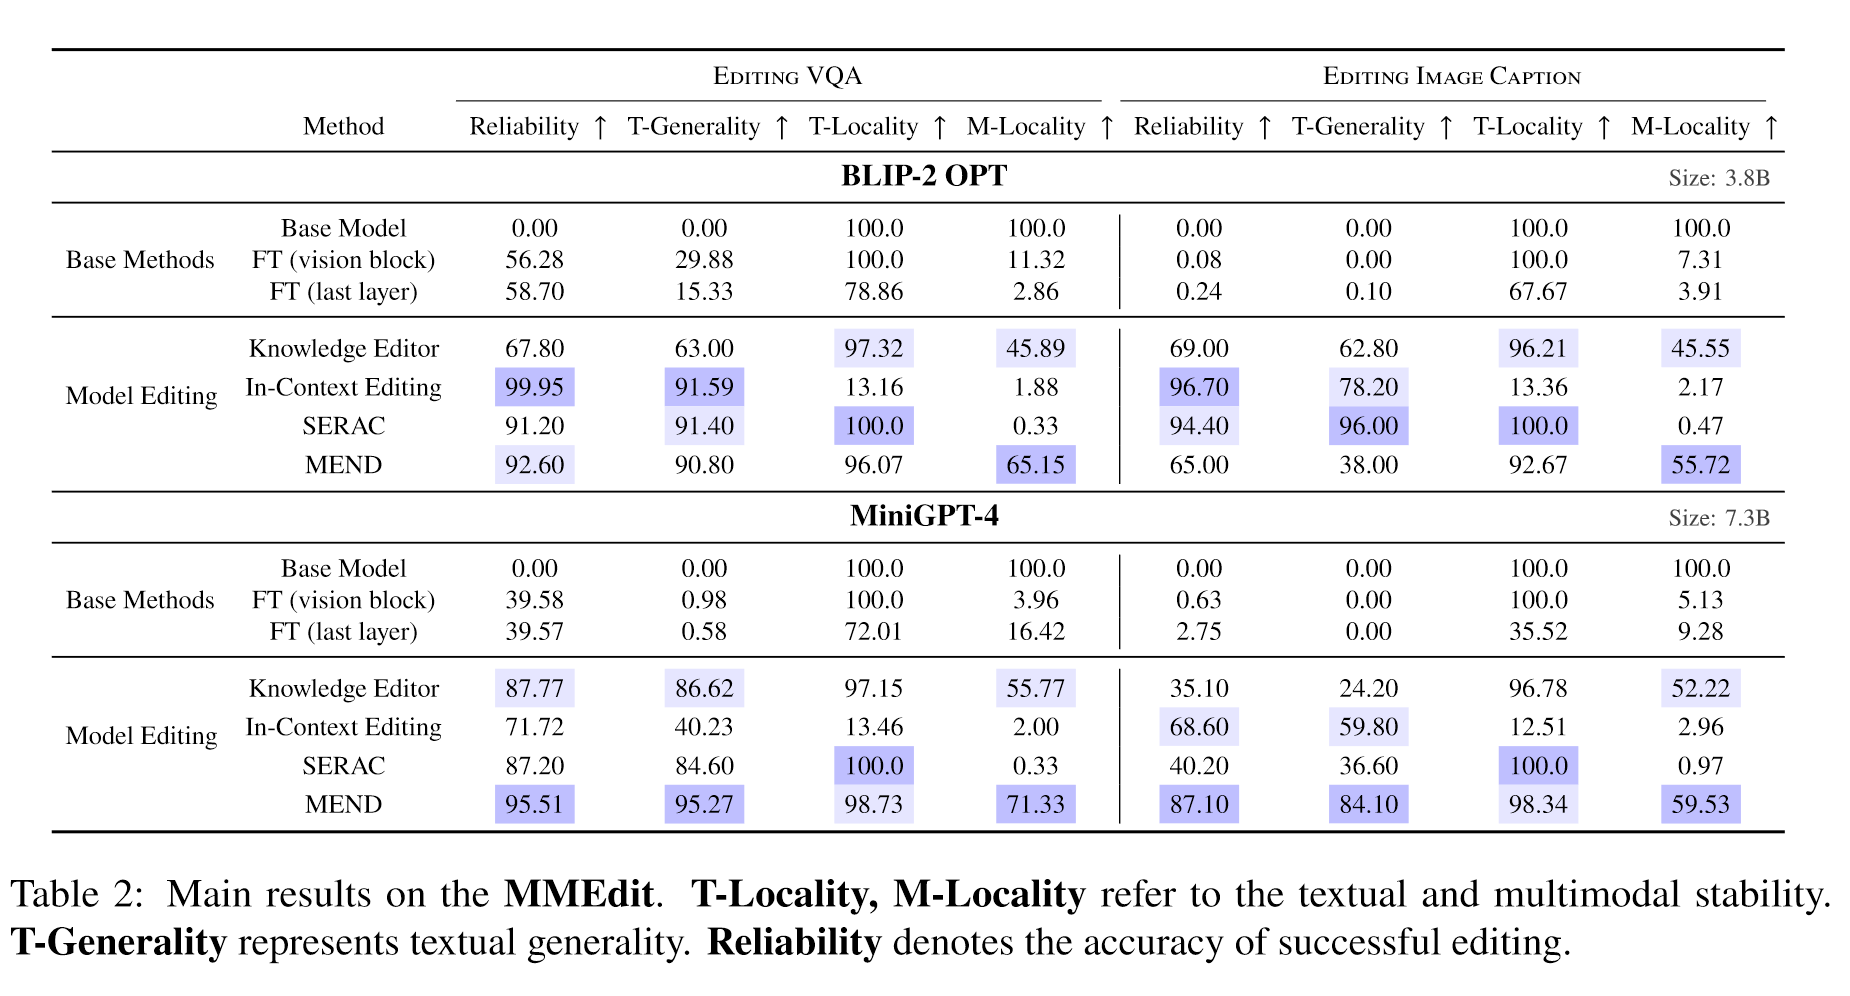 EDITING VQA EDITING IMAGE CAPTION
Method Reliability ↑ T-Generality ↑ T-Locality ↑ M-Locality ↑ Reliability ↑ T-Generality ↑ T-Locality ↑ M-Locality ↑
BLIP-2 OPT Size: 3.8B
Base Methods
Base Model 0.00 0.00 100.0 100.0 0.00 0.00 100.0 100.0
FT (vision block) 56.28 29.88 100.0 11.32 0.08 0.00 100.0 7.31
FT (last layer) 58.70 15.33 78.86 2.86 0.24 0.10 67.67 3.91
Model Editing
Knowledge Editor 67.80 63.00 97.32 45.89 69.00 62.80 96.21 45.55
In-Context Editing 99.95 91.59 13.16 1.88 96.70 78.20 13.36 2.17
SERAC 91.20 91.40 100.0 0.33 94.40 96.00 100.0 0.47
MEND 92.60 90.80 96.07 65.15 65.00 38.00 92.67 55.72
MiniGPT-4 Size: 7.3B
Base Methods
Base Model 0.00 0.00 100.0 100.0 0.00 0.00 100.0 100.0
FT (vision block) 39.58 0.98 100.0 3.96 0.63 0.00 100.0 5.13
FT (last layer) 39.57 0.58 72.01 16.42 2.75 0.00 35.52 9.28
Model Editing
Knowledge Editor 87.77 86.62 97.15 55.77 35.10 24.20 96.78 52.22
In-Context Editing 71.72 40.23 13.46 2.00 68.60 59.80 12.51 2.96
SERAC 87.20 84.60 100.0 0.33 40.20 36.60 100.0 0.97
MEND 95.51 95.27 98.73 71.33 87.10 84.10 98.34 59.53
Table 2: Main results on the MMEdit. T-Locality, M-Locality refer to the textual and multimodal stability.
T-Generality represents textual generality. Reliability denotes the accuracy of successful editing.